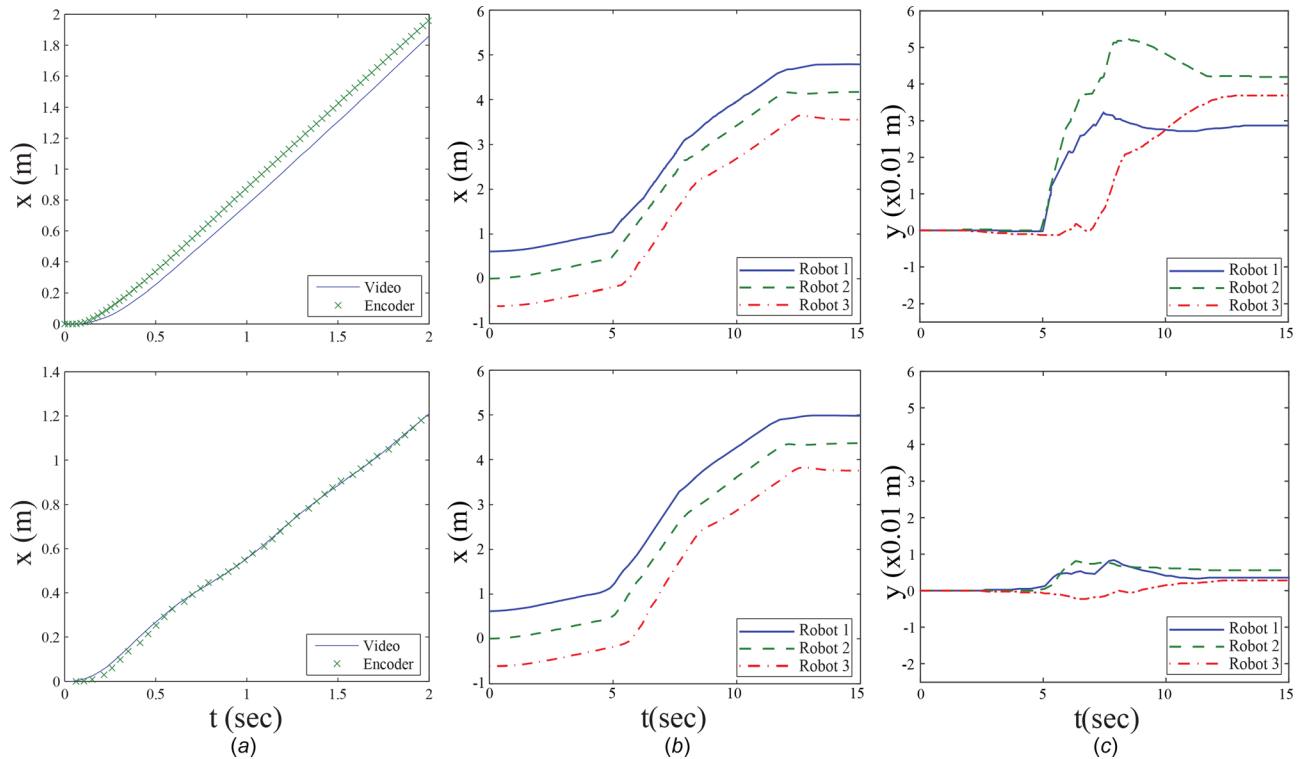 2
1.8
1.6
1.4
1.2
1
0.8
0.6
0.4
0.2
0
x (m)
0 0.5 1 1.5 2
Video
Encoder
6
5
4
3
2
1
0
-1
x (m)
0 5 10 15
Robot 1
Robot 2
Robot 3
6
5
4
3
2
1
0
-1
-2
y (x0.01 m)
0 5 10 15
Robot 1
Robot 2
Robot 3
1.4
1.2
1
0.8
0.6
0.4
0.2
0
x (m)
0 0.5 1 1.5 2
Video
Encoder
t (sec)
(a)
6
5
4
3
2
1
0
-1
x (m)
0 5 10 15
Robot 1
Robot 2
Robot 3
t(sec)
(b)
6
5
4
3
2
1
0
-1
-2
y (x0.01 m)
0 5 10 15
Robot 1
Robot 2
Robot 3
t(sec)
(c)